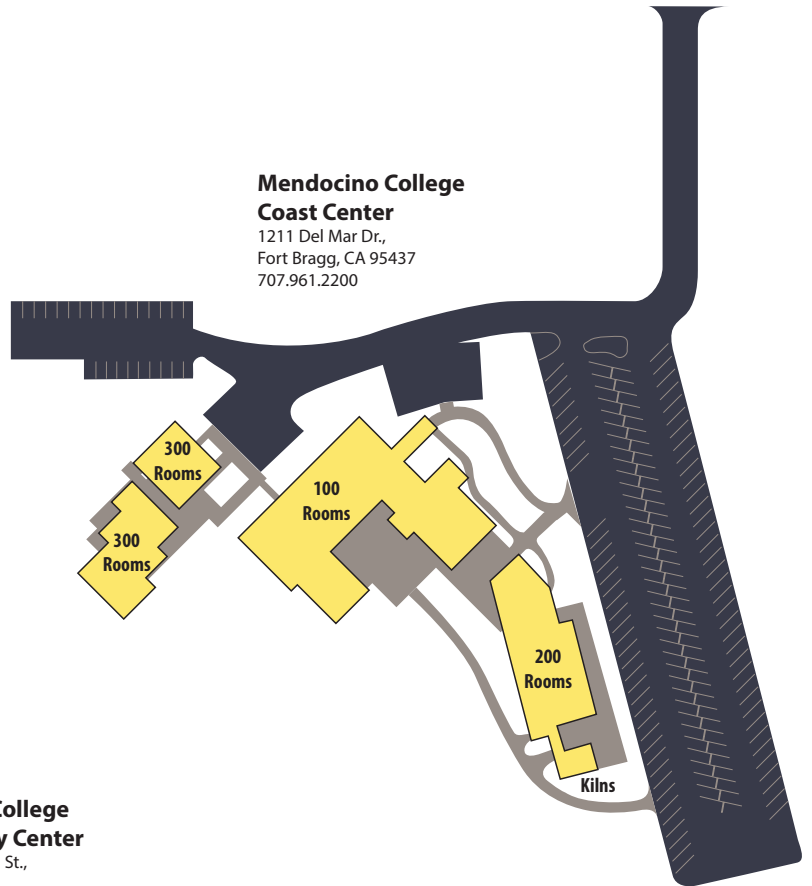 Mendocino College
Coast Center
1211 Del Mar Dr.,
Fort Bragg, CA 95437
707.961.2200
300
Rooms
300
Rooms
100
Rooms
200
Rooms
Kilns
College
y Center
St.,